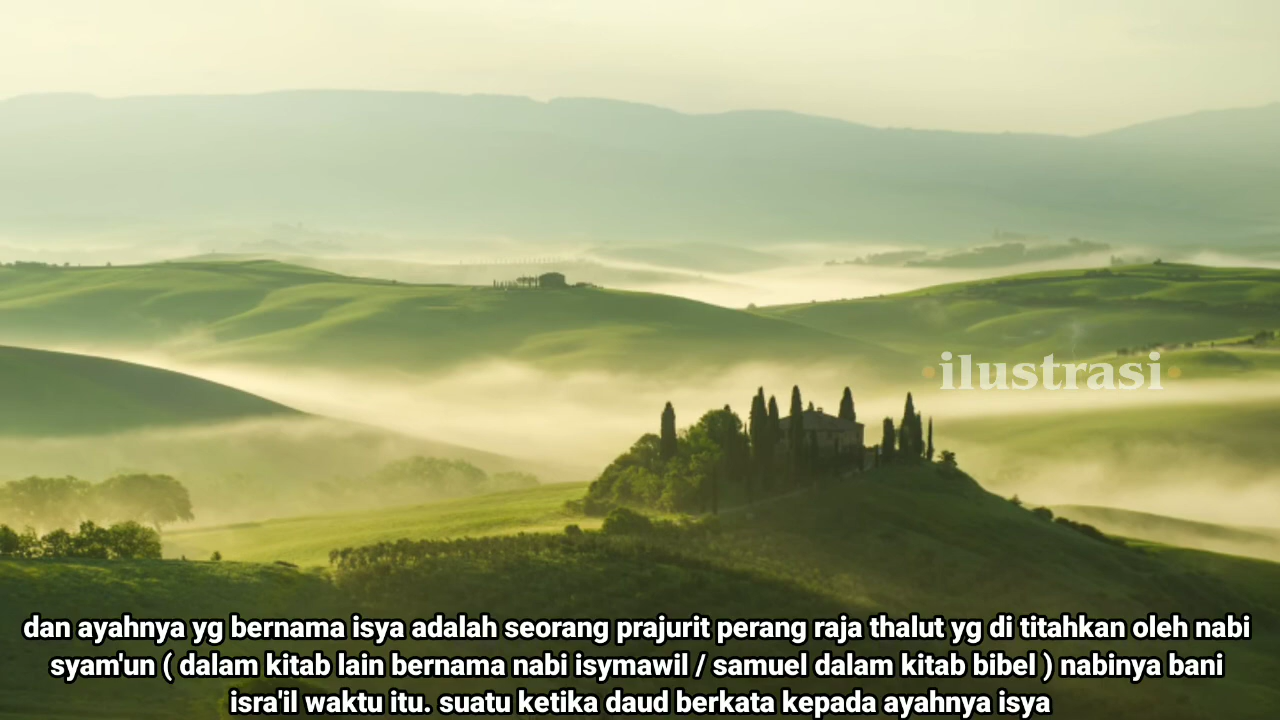 ilustrasi
dan ayahnya yg bernama isya adalah seorang prajurit perang raja thalut yg di titahkan oleh nabi
syam'un ( dalam kitab lain bernama nabi isymawil / samuel dalam kitab bibel ) nabinya bani
isra'il waktu itu. suatu ketika daud berkata kepada ayahnya isya